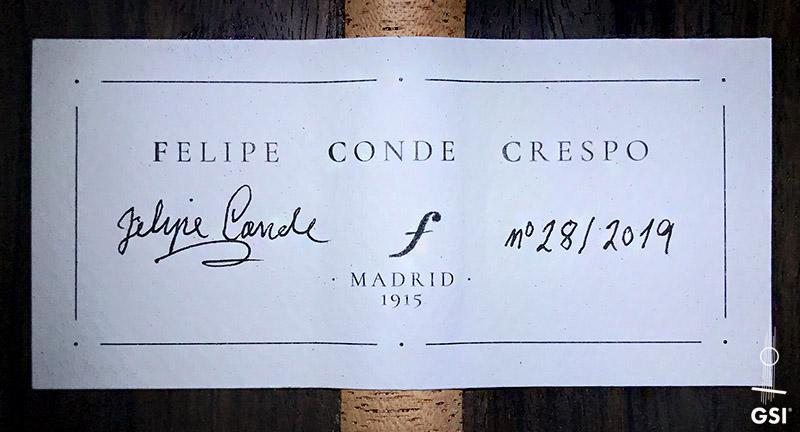 FELIPE CONDE CRESPO
Felipe Conde f nº 28/2019
· MADRID ·
1915
GSI